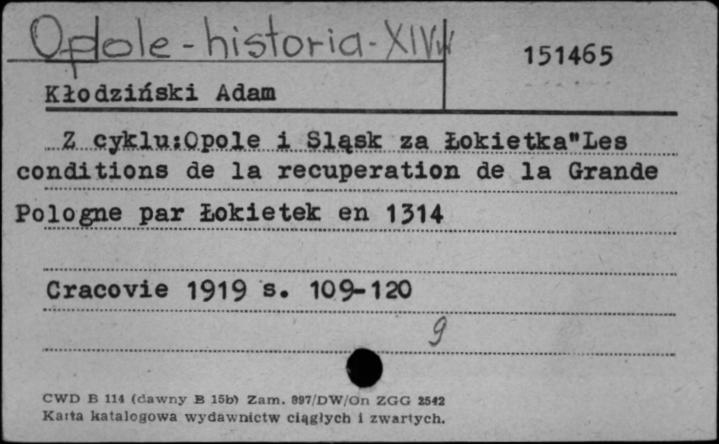 Opole - historia - XIVw
151465
Kłodziński Adam
Z cyklu:Opole i Sląsk za Łokietka"Les
conditions de la recuperation de la Grande
Pologne par Łokietek en 1314
Cracovie 1919 s. 109-120
9
CWD B 114 (dawny B 15b) Zam. 897/DW/On ZGG 2542
Karta katalogowa wydawnictw ciągłych i zwartych.